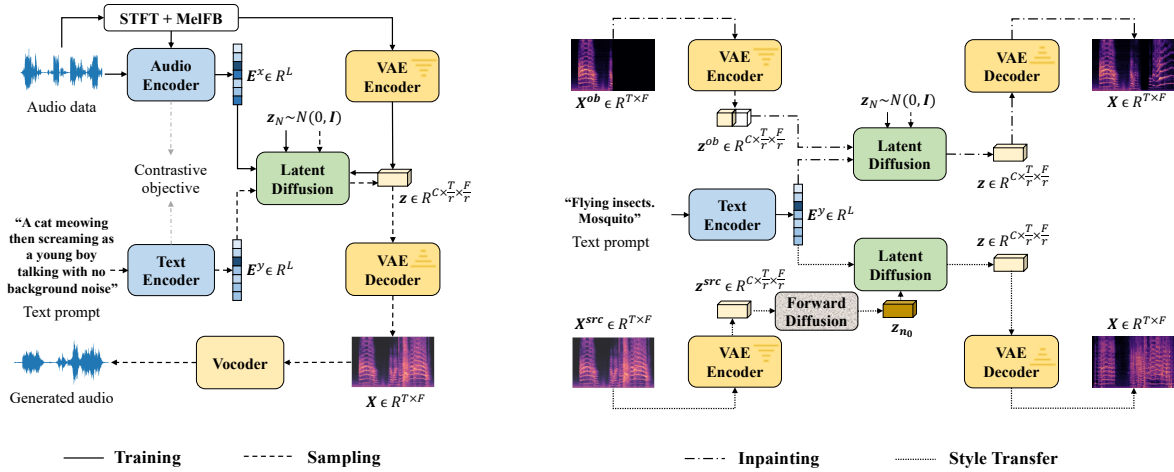 STFT + MelFB
Audio data
Audio
Encoder
E^x ∈ R^L
VAE
Encoder
z_N~N(0, I)
Contrastive
objective
Latent
Diffusion
z ∈ R^{C×T/r×F/r}
“A cat meowing
then screaming as
a young boy
talking with no
background noise”
Text prompt
Text
Encoder
E^y ∈ R^L
VAE
Decoder
Generated audio
Vocoder
X ∈ R^{T×F}
Training
Sampling
X^{ob} ∈ R^{T×F}
VAE
Encoder
z^{ob} ∈ R^{C×T/r×F/r}
z_N~N(0, I)
Latent
Diffusion
VAE
Decoder
X ∈ R^{T×F}
z ∈ R^{C×T/r×F/r}
“Flying insects.
Mosquito”
Text prompt
Text
Encoder
E^y ∈ R^L
Latent
Diffusion
z ∈ R^{C×T/r×F/r}
z^{src} ∈ R^{C×T/r×F/r}
Forward
Diffusion
z_{n_0}
X^{src} ∈ R^{T×F}
VAE
Encoder
VAE
Decoder
X ∈ R^{T×F}
Inpainting
Style Transfer